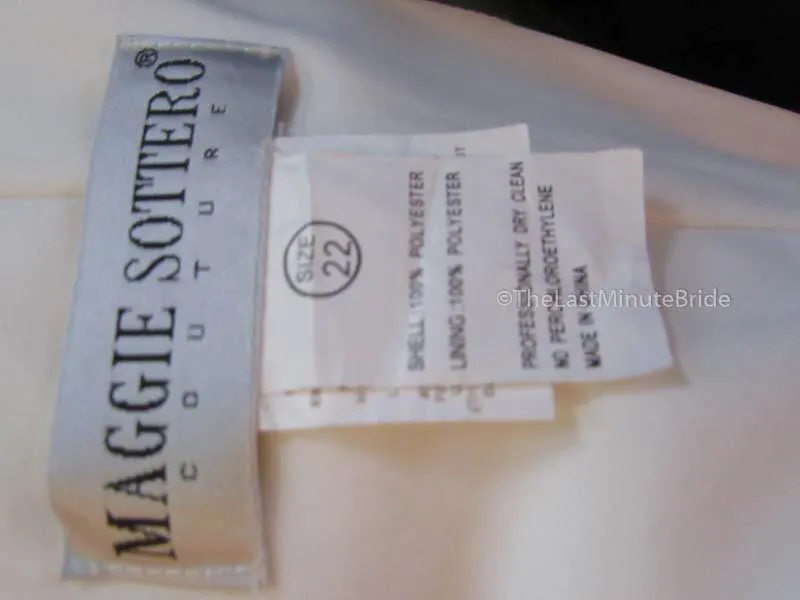 MAGGIE SOTTERO®
COUTURE
SIZE
22
SHELL:100% POLYESTER
LINING:100% POLYESTER
PROFESSIONALLY DRY CLEAN
NO PERCHLOROETHYLENE
MADE IN CHINA
©TheLastMinuteBride